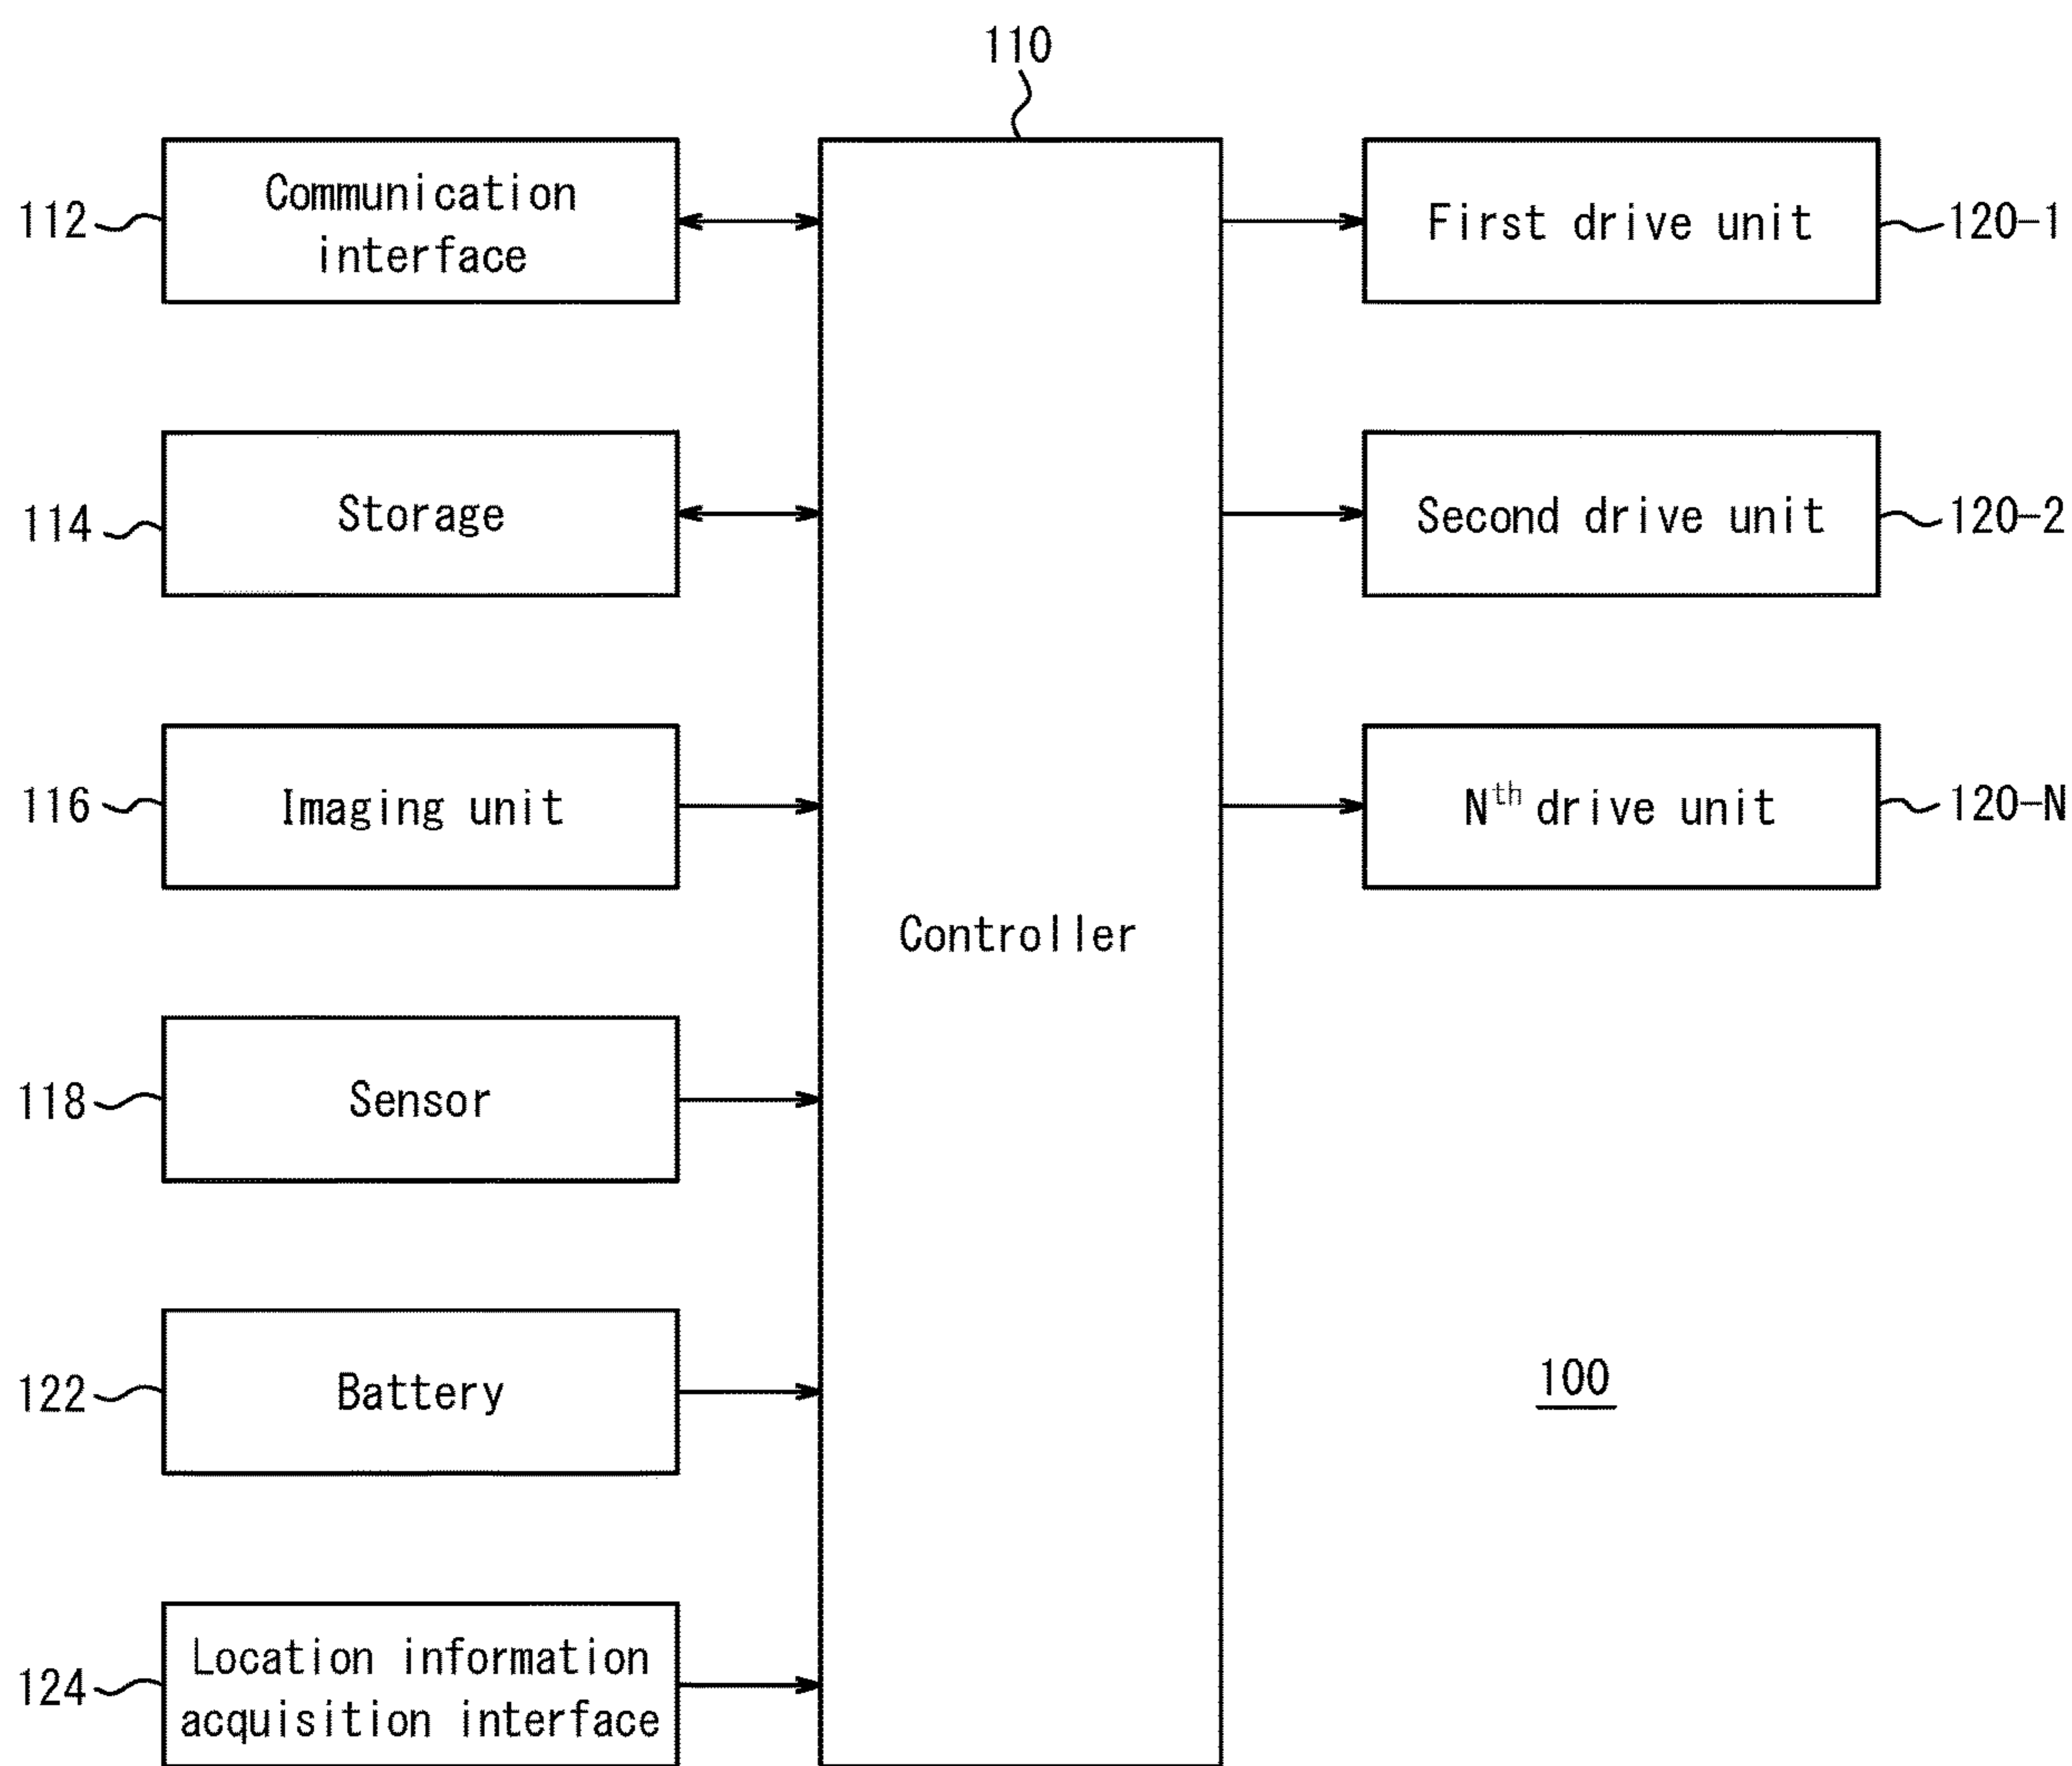 110
112
Communication
interface
First drive unit
120-1
114
Storage
Second drive unit
120-2
116
Imaging unit
Nth drive unit
120-N
Controller
118
Sensor
122
Battery
100
124
Location information
acquisition interface